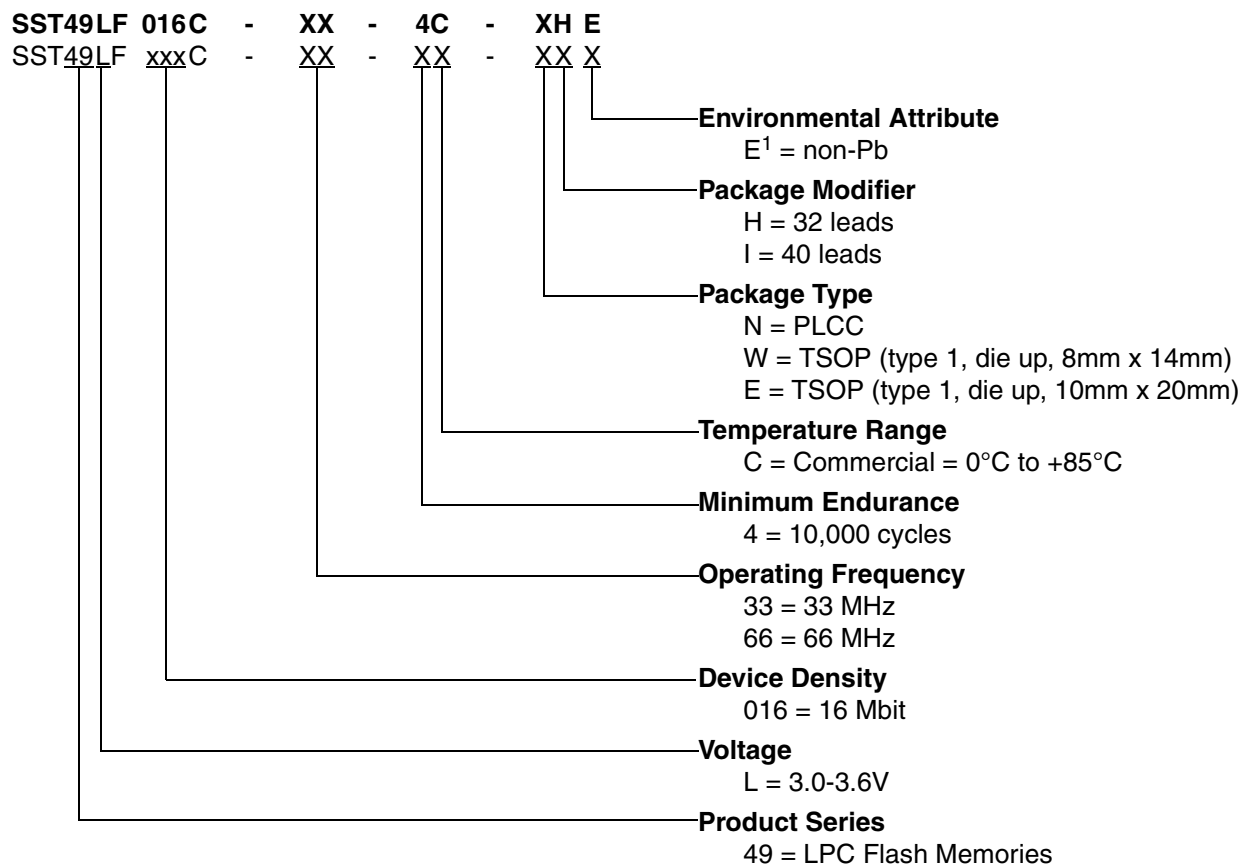 SST49LF 016C - XX - 4C - XH E
SST49LF xxxC - XX - XX - XX X
Environmental Attribute
E¹ = non-Pb
Package Modifier
H = 32 leads
I = 40 leads
Package Type
N = PLCC
W = TSOP (type 1, die up, 8mm x 14mm)
E = TSOP (type 1, die up, 10mm x 20mm)
Temperature Range
C = Commercial = 0°C to +85°C
Minimum Endurance
4 = 10,000 cycles
Operating Frequency
33 = 33 MHz
66 = 66 MHz
Device Density
016 = 16 Mbit
Voltage
L = 3.0-3.6V
Product Series
49 = LPC Flash Memories